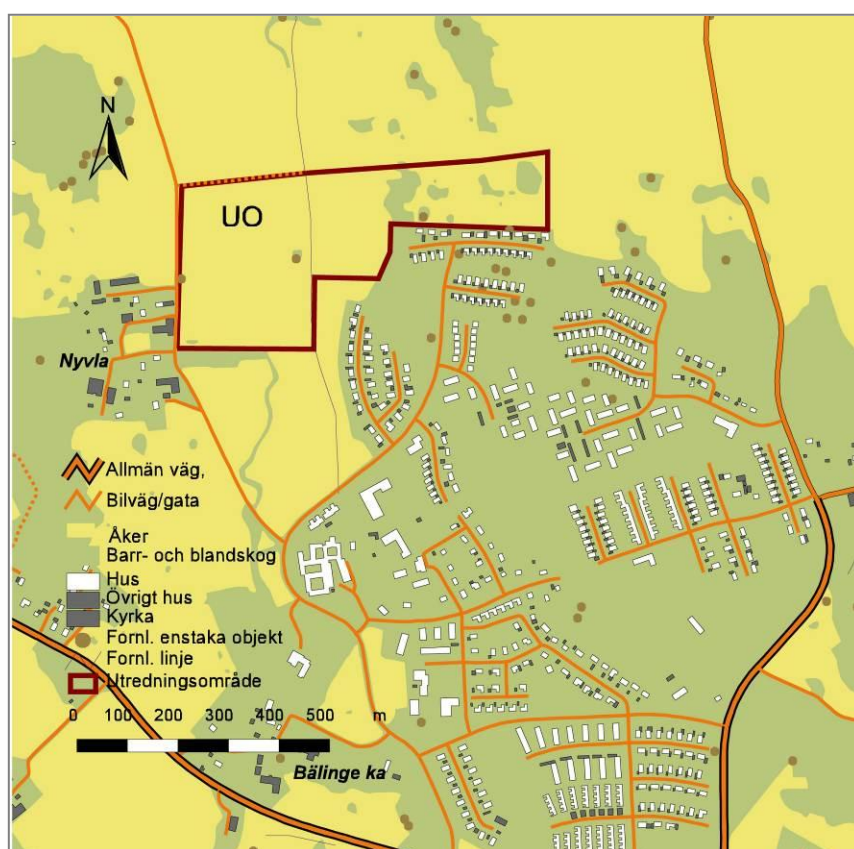 N
UO
Nyvla
Allmän väg,
Bilväg/gata
Åker
Barr- och blandskog
Hus
Övrigt hus
Kyrka
Fornl. enstaka objekt
Fornl. linje
Utredningsområde
0 100 200 300 400 500 m
Bälinge ka